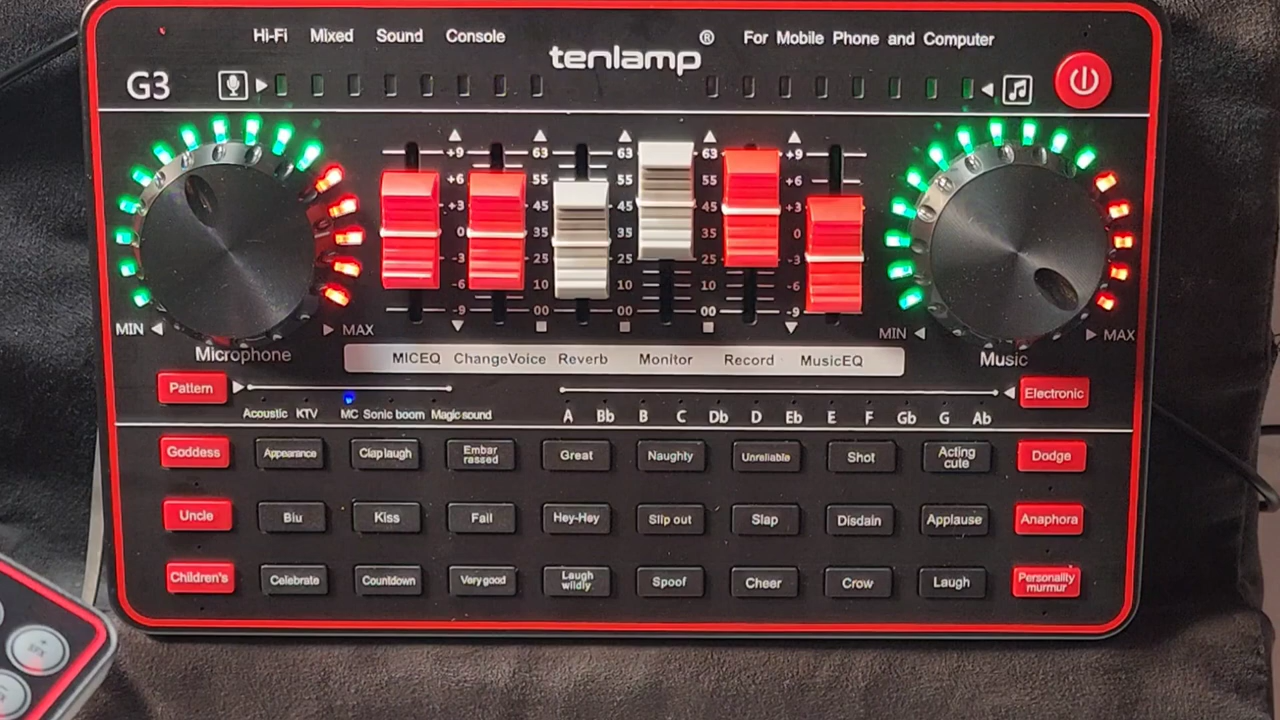 Hi-Fi Mixed Sound Console
tenlamp®
For Mobile Phone and Computer
G3
+9 63 63 63 +9
+6 55 55 55 +6
+3 45 45 45 +3
0 35 35 35 0
-3 25 25 25 -3
-6 10 10 10 -6
-9 00 00 00 -9
MIN MAX
Microphone
MIN MAX
Music
MICEQ ChangeVoice Reverb Monitor Record MusicEQ
Pattern
Electronic
Acoustic KTV MC Sonic boom Magic sound
A Bb B C Db D Eb E F Gb G Ab
Goddess Appearance Clap laugh Embar
rassed Great Naughty Unreliable Shot Acting
cute Dodge
Uncle Biu Kiss Fail Hey-Hey Slip out Slap Disdain Applause Anaphora
Children's Celebrate Countdown Very good Laugh
wildly Spoof Cheer Crow Laugh Personality
murmur